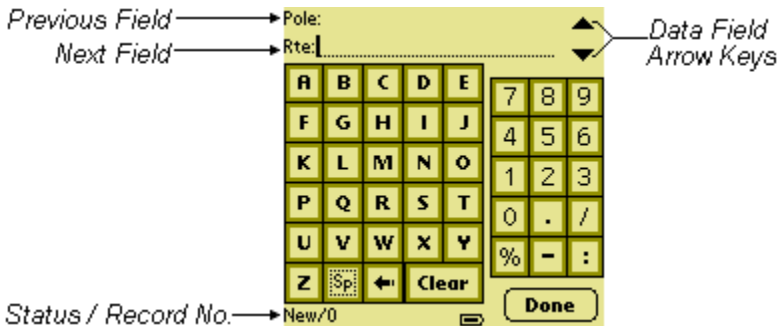 Previous Field
Pole:
Data Field
Next Field
Rte:
Arrow Keys
A B C D E
7 8 9
F G H I J
4 5 6
K L M N O
1 2 3
P Q R S T
0 . /
U V W X Y
% - :
Z Sp Clear
Done
Status / Record No.
New/0